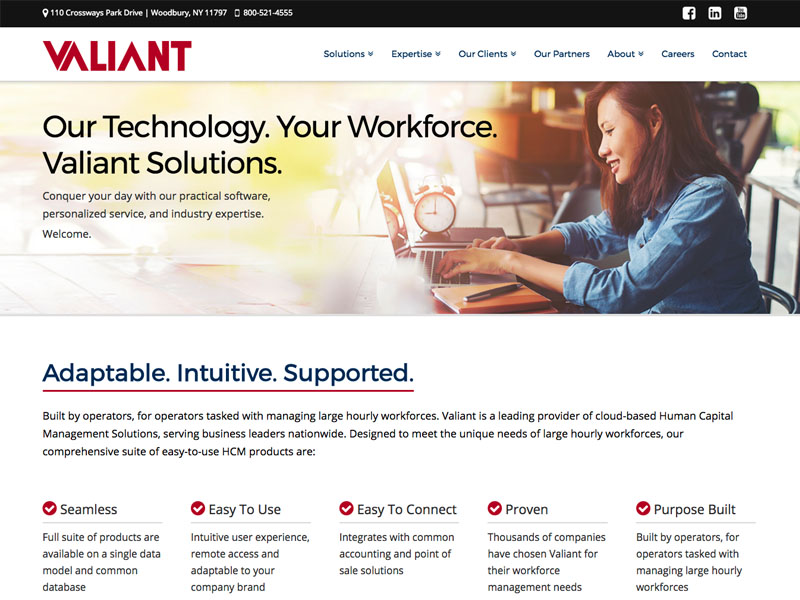 110 Crossways Park Drive | Woodbury, NY 11797 800-521-4555
VALIANT
Solutions Expertise Our Clients Our Partners About Careers Contact
Our Technology. Your Workforce.
Valiant Solutions.
Conquer your day with our practical software,
personalized service, and industry expertise.
Welcome.
Adaptable. Intuitive. Supported.
Built by operators, for operators tasked with managing large hourly workforces. Valiant is a leading provider of cloud-based Human Capital
Management Solutions, serving business leaders nationwide. Designed to meet the unique needs of large hourly workforces, our
comprehensive suite of easy-to-use HCM products are:
Seamless
Full suite of products are
available on a single data
model and common
database
Easy To Use
Intuitive user experience,
remote access and
adaptable to your
company brand
Easy To Connect
Integrates with common
accounting and point of
sale solutions
Proven
Thousands of companies
have chosen Valiant for
their workforce
management needs
Purpose Built
Built by operators, for
operators tasked with
managing large hourly
workforces